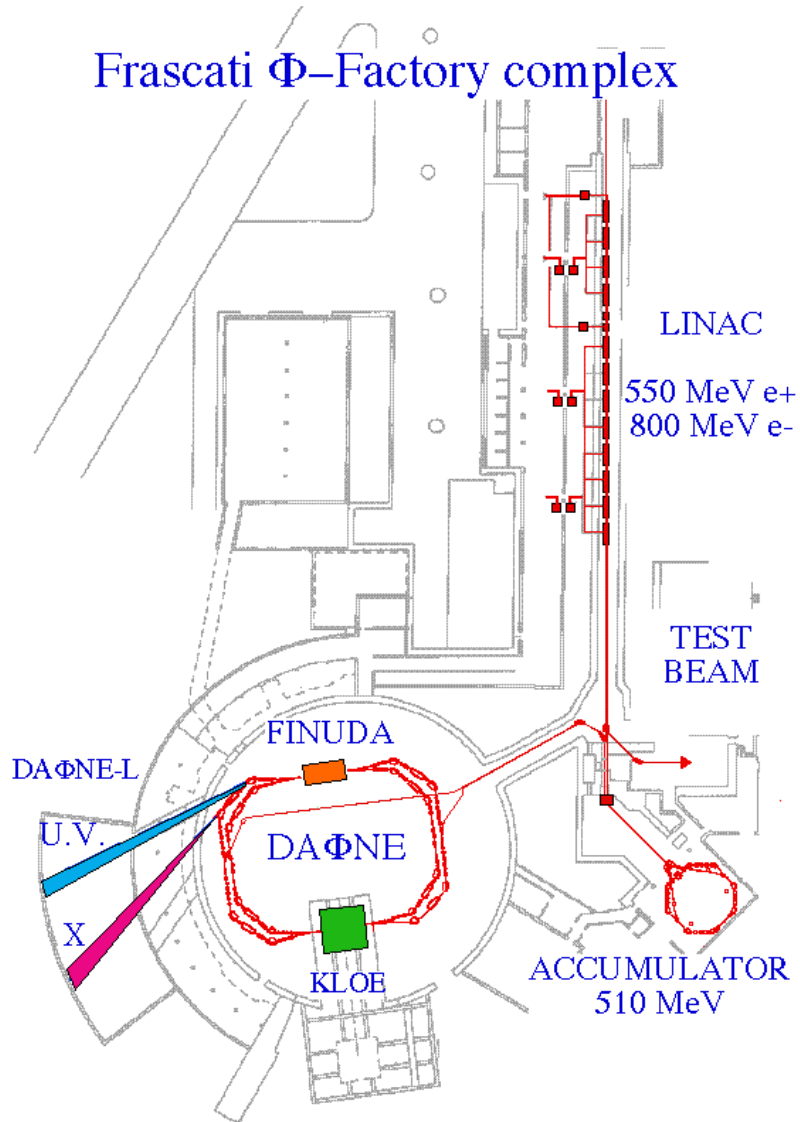 Frascati Φ–Factory complex
LINAC
550 MeV e+
800 MeV e-
TEST
BEAM
FINUDA
DAΦNE-L
U.V.
DAΦNE
X
KLOE
ACCUMULATOR
510 MeV